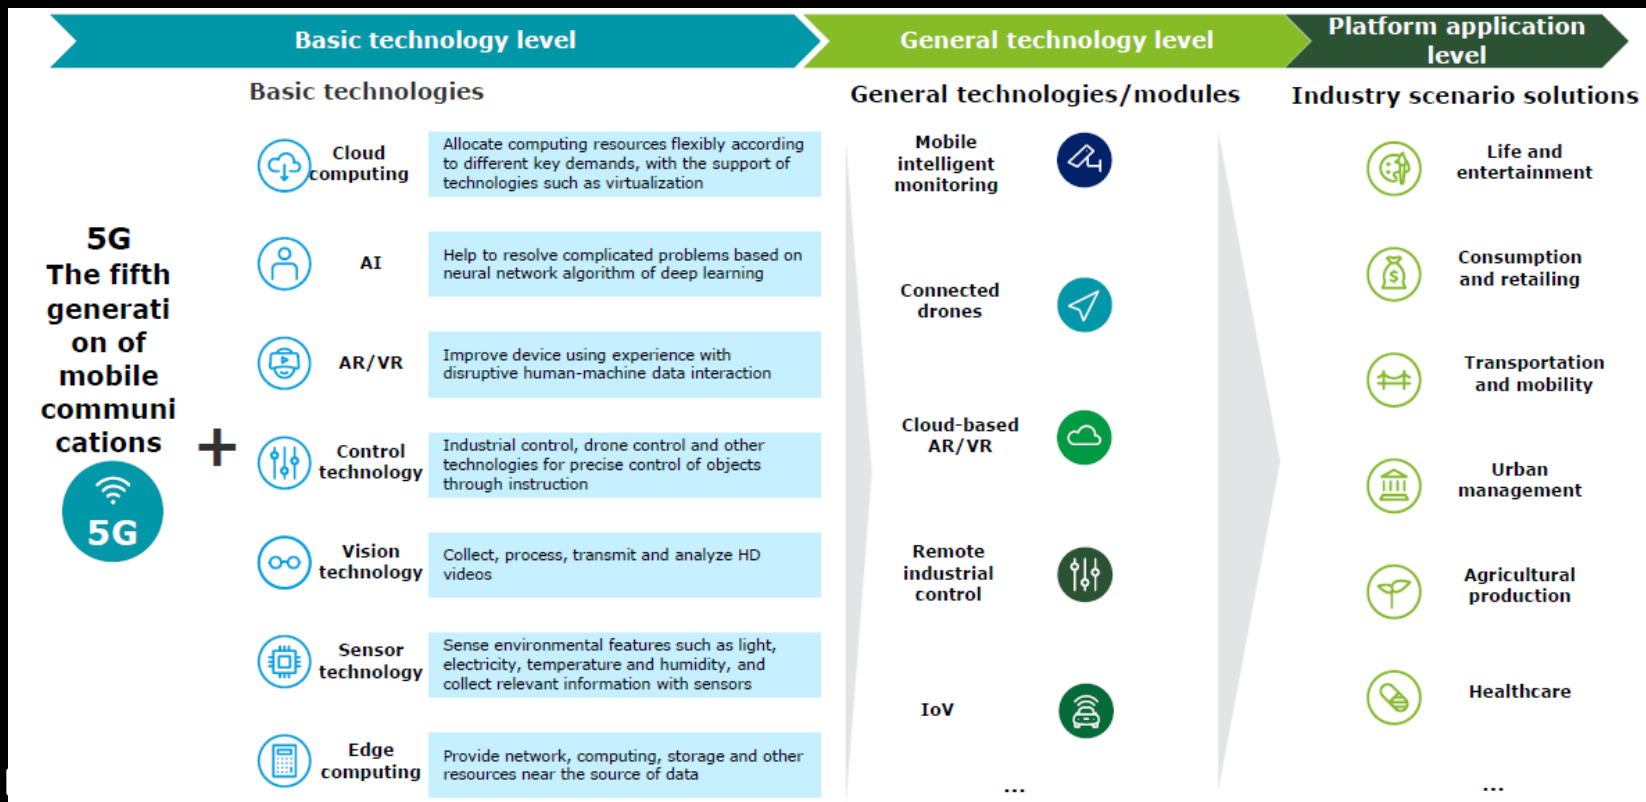 Basic technology level
General technology level
Platform application
level
Basic technologies
General technologies/modules
Industry scenario solutions
5G
The fifth
generati
on of
mobile
communi
cations
5G
+
Cloud
computing
Allocate computing resources flexibly according
to different key demands, with the support of
technologies such as virtualization
AI
Help to resolve complicated problems based on
neural network algorithm of deep learning
AR/VR
Improve device using experience with
disruptive human-machine data interaction
Control
technology
Industrial control, drone control and other
technologies for precise control of objects
through instruction
Vision
technology
Collect, process, transmit and analyze HD
videos
Sensor
technology
Sense environmental features such as light,
electricity, temperature and humidity, and
collect relevant information with sensors
Edge
computing
Provide network, computing, storage and other
resources near the source of data
Mobile
intelligent
monitoring
Connected
drones
Cloud-based
AR/VR
Remote
industrial
control
IoV
...
Life and
entertainment
$
Consumption
and retailing
Transportation
and mobility
Urban
management
Agricultural
production
Healthcare
...